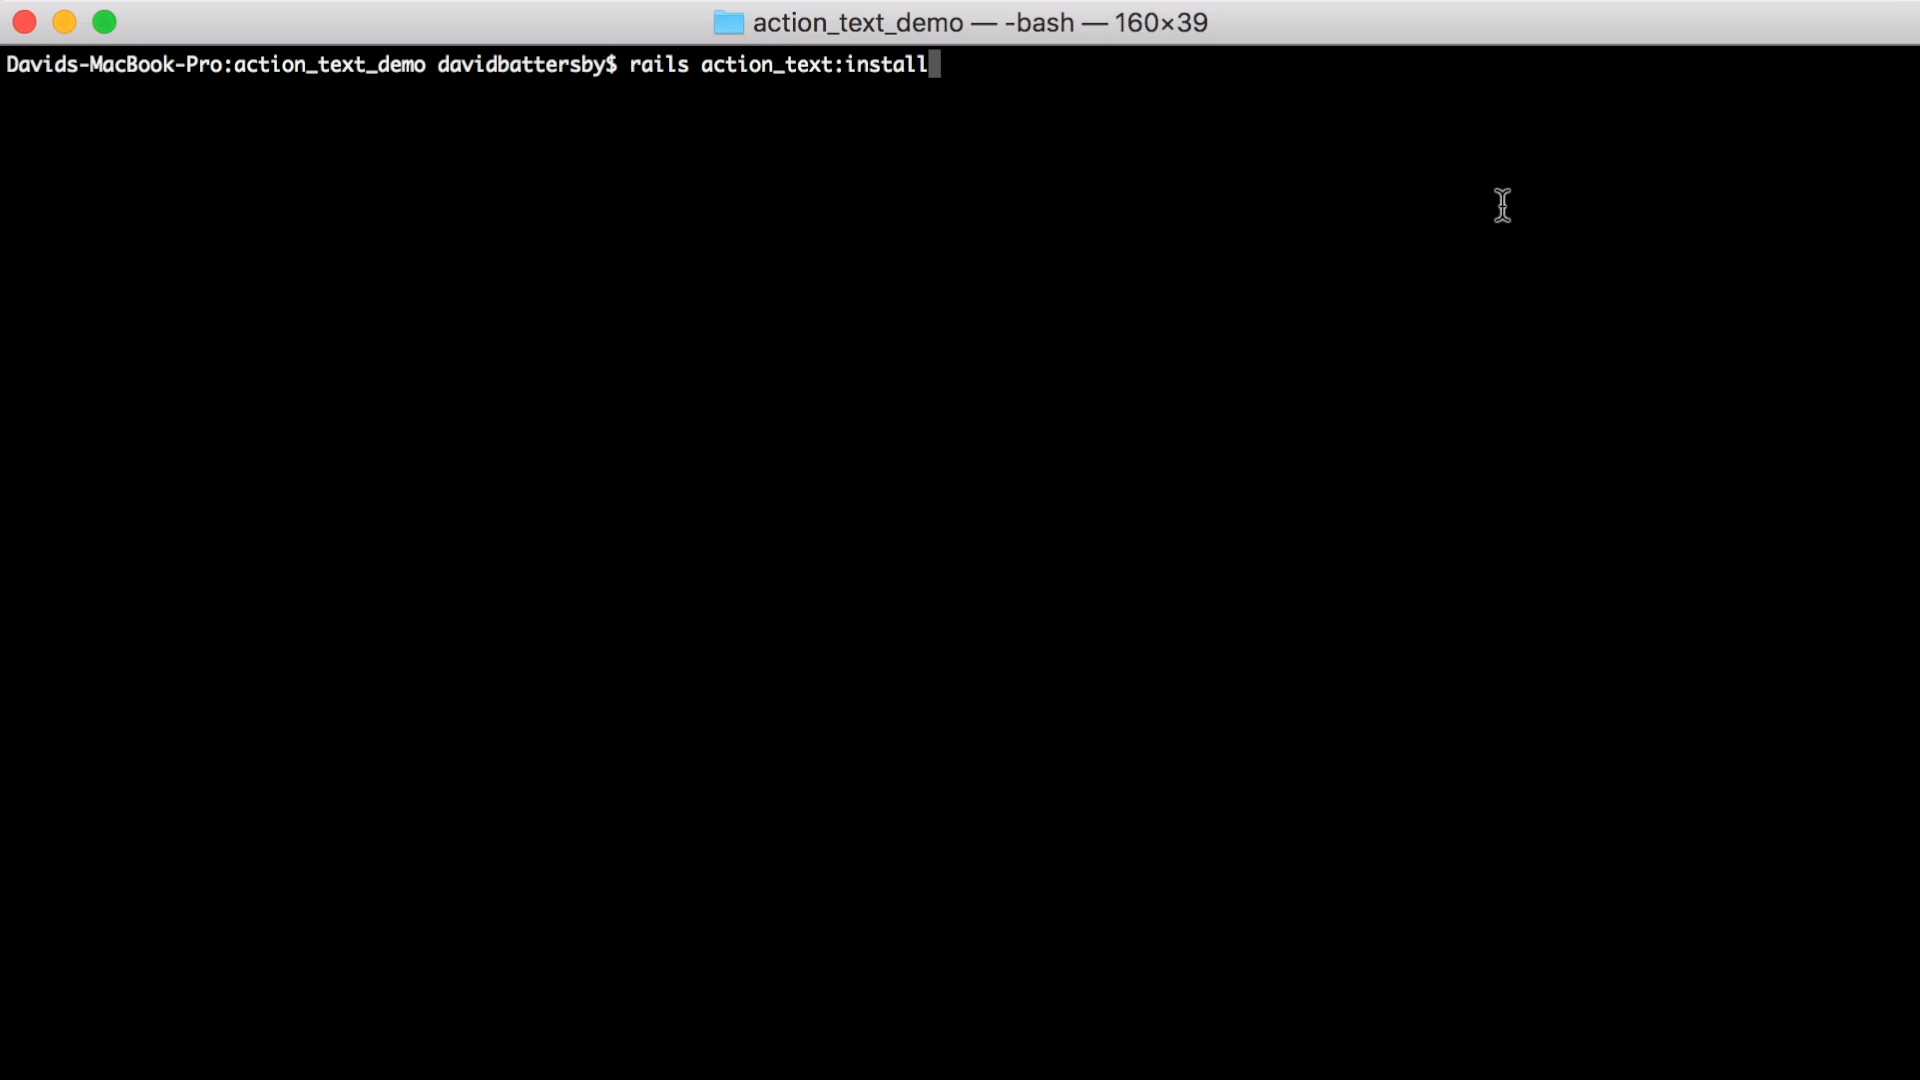 action_text_demo — -bash — 160×39
Davids-MacBook-Pro:action_text_demo davidbattersby$ rails action_text:install